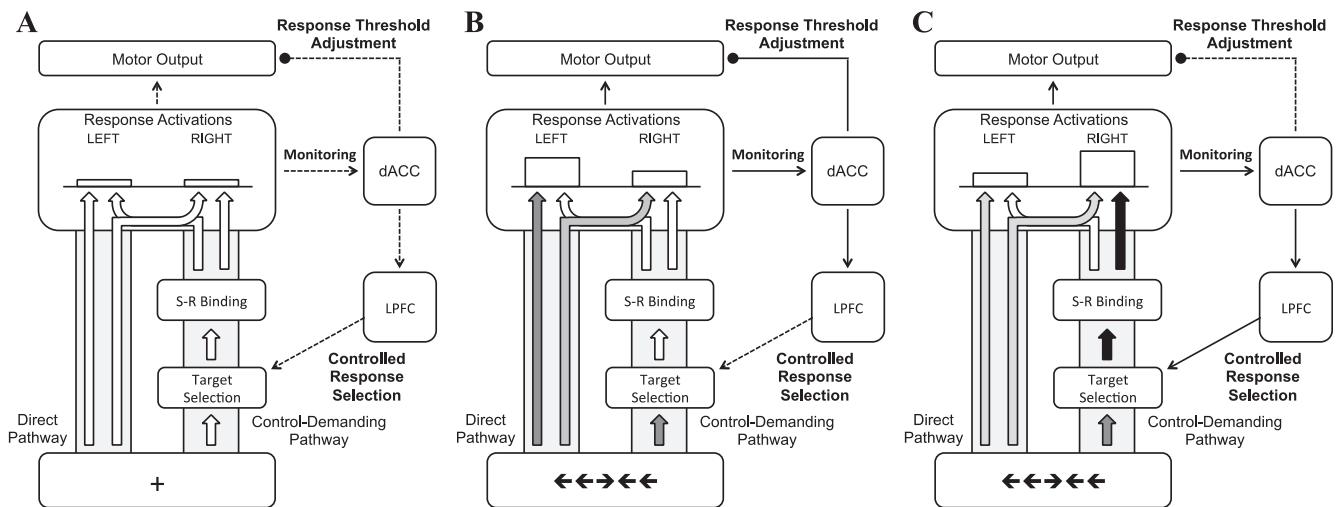 A
Response Threshold
Adjustment
Motor Output
Response Activations
LEFT RIGHT
Monitoring
dACC
S-R Binding
LPFC
Controlled
Response
Selection
Target
Selection
Direct
Pathway
Control-Demanding
Pathway
+
B
Response Threshold
Adjustment
Motor Output
Response Activations
LEFT RIGHT
Monitoring
dACC
S-R Binding
LPFC
Controlled
Response
Selection
Target
Selection
Direct
Pathway
Control-Demanding
Pathway
C
Response Threshold
Adjustment
Motor Output
Response Activations
LEFT RIGHT
Monitoring
dACC
S-R Binding
LPFC
Controlled
Response
Selection
Target
Selection
Direct
Pathway
Control-Demanding
Pathway